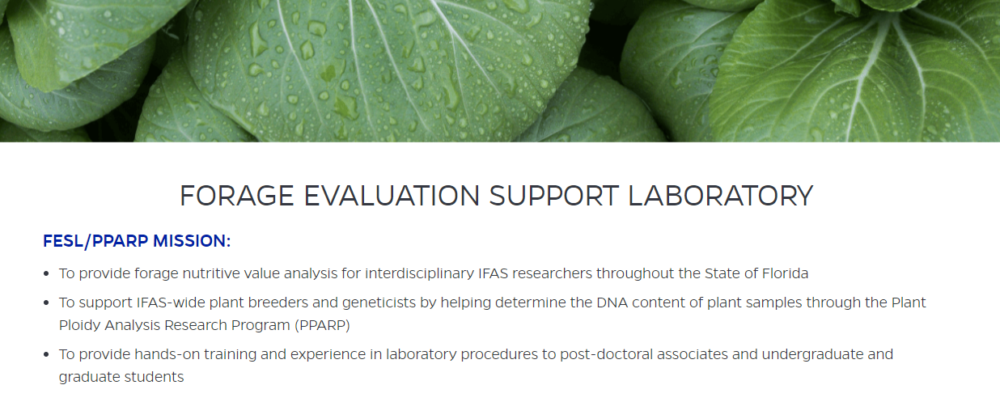 FORAGE EVALUATION SUPPORT LABORATORY
FESL/PPARP MISSION:
• To provide forage nutritive value analysis for interdisciplinary IFAS researchers throughout the State of Florida
• To support IFAS-wide plant breeders and geneticists by helping determine the DNA content of plant samples through the Plant
Ploidy Analysis Research Program (PPARP)
• To provide hands-on training and experience in laboratory procedures to post-doctoral associates and undergraduate and
graduate students